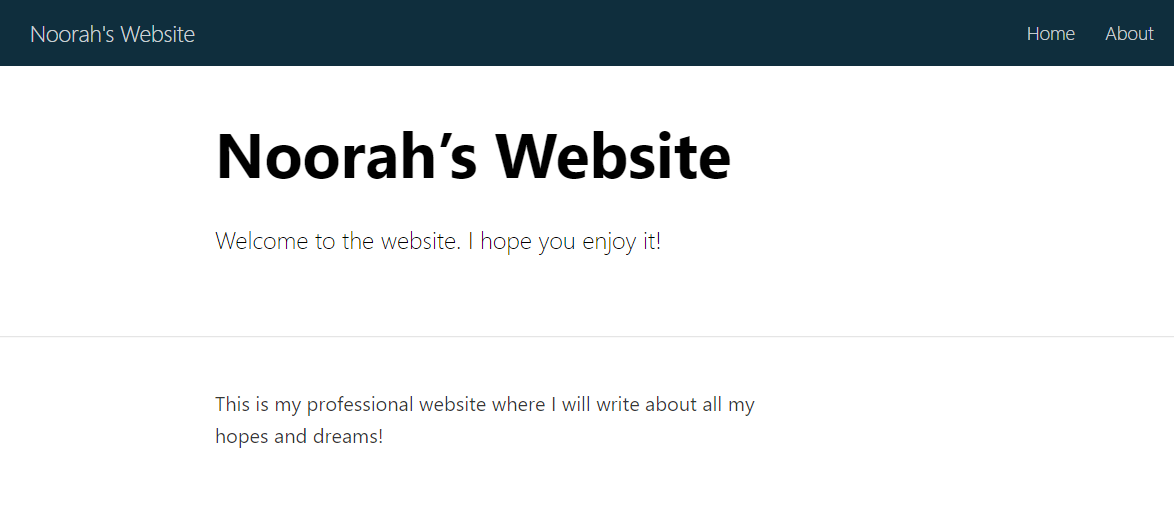 Noorah's Website
Home
About
Noorah’s Website
Welcome to the website. I hope you enjoy it!
This is my professional website where I will write about all my
hopes and dreams!